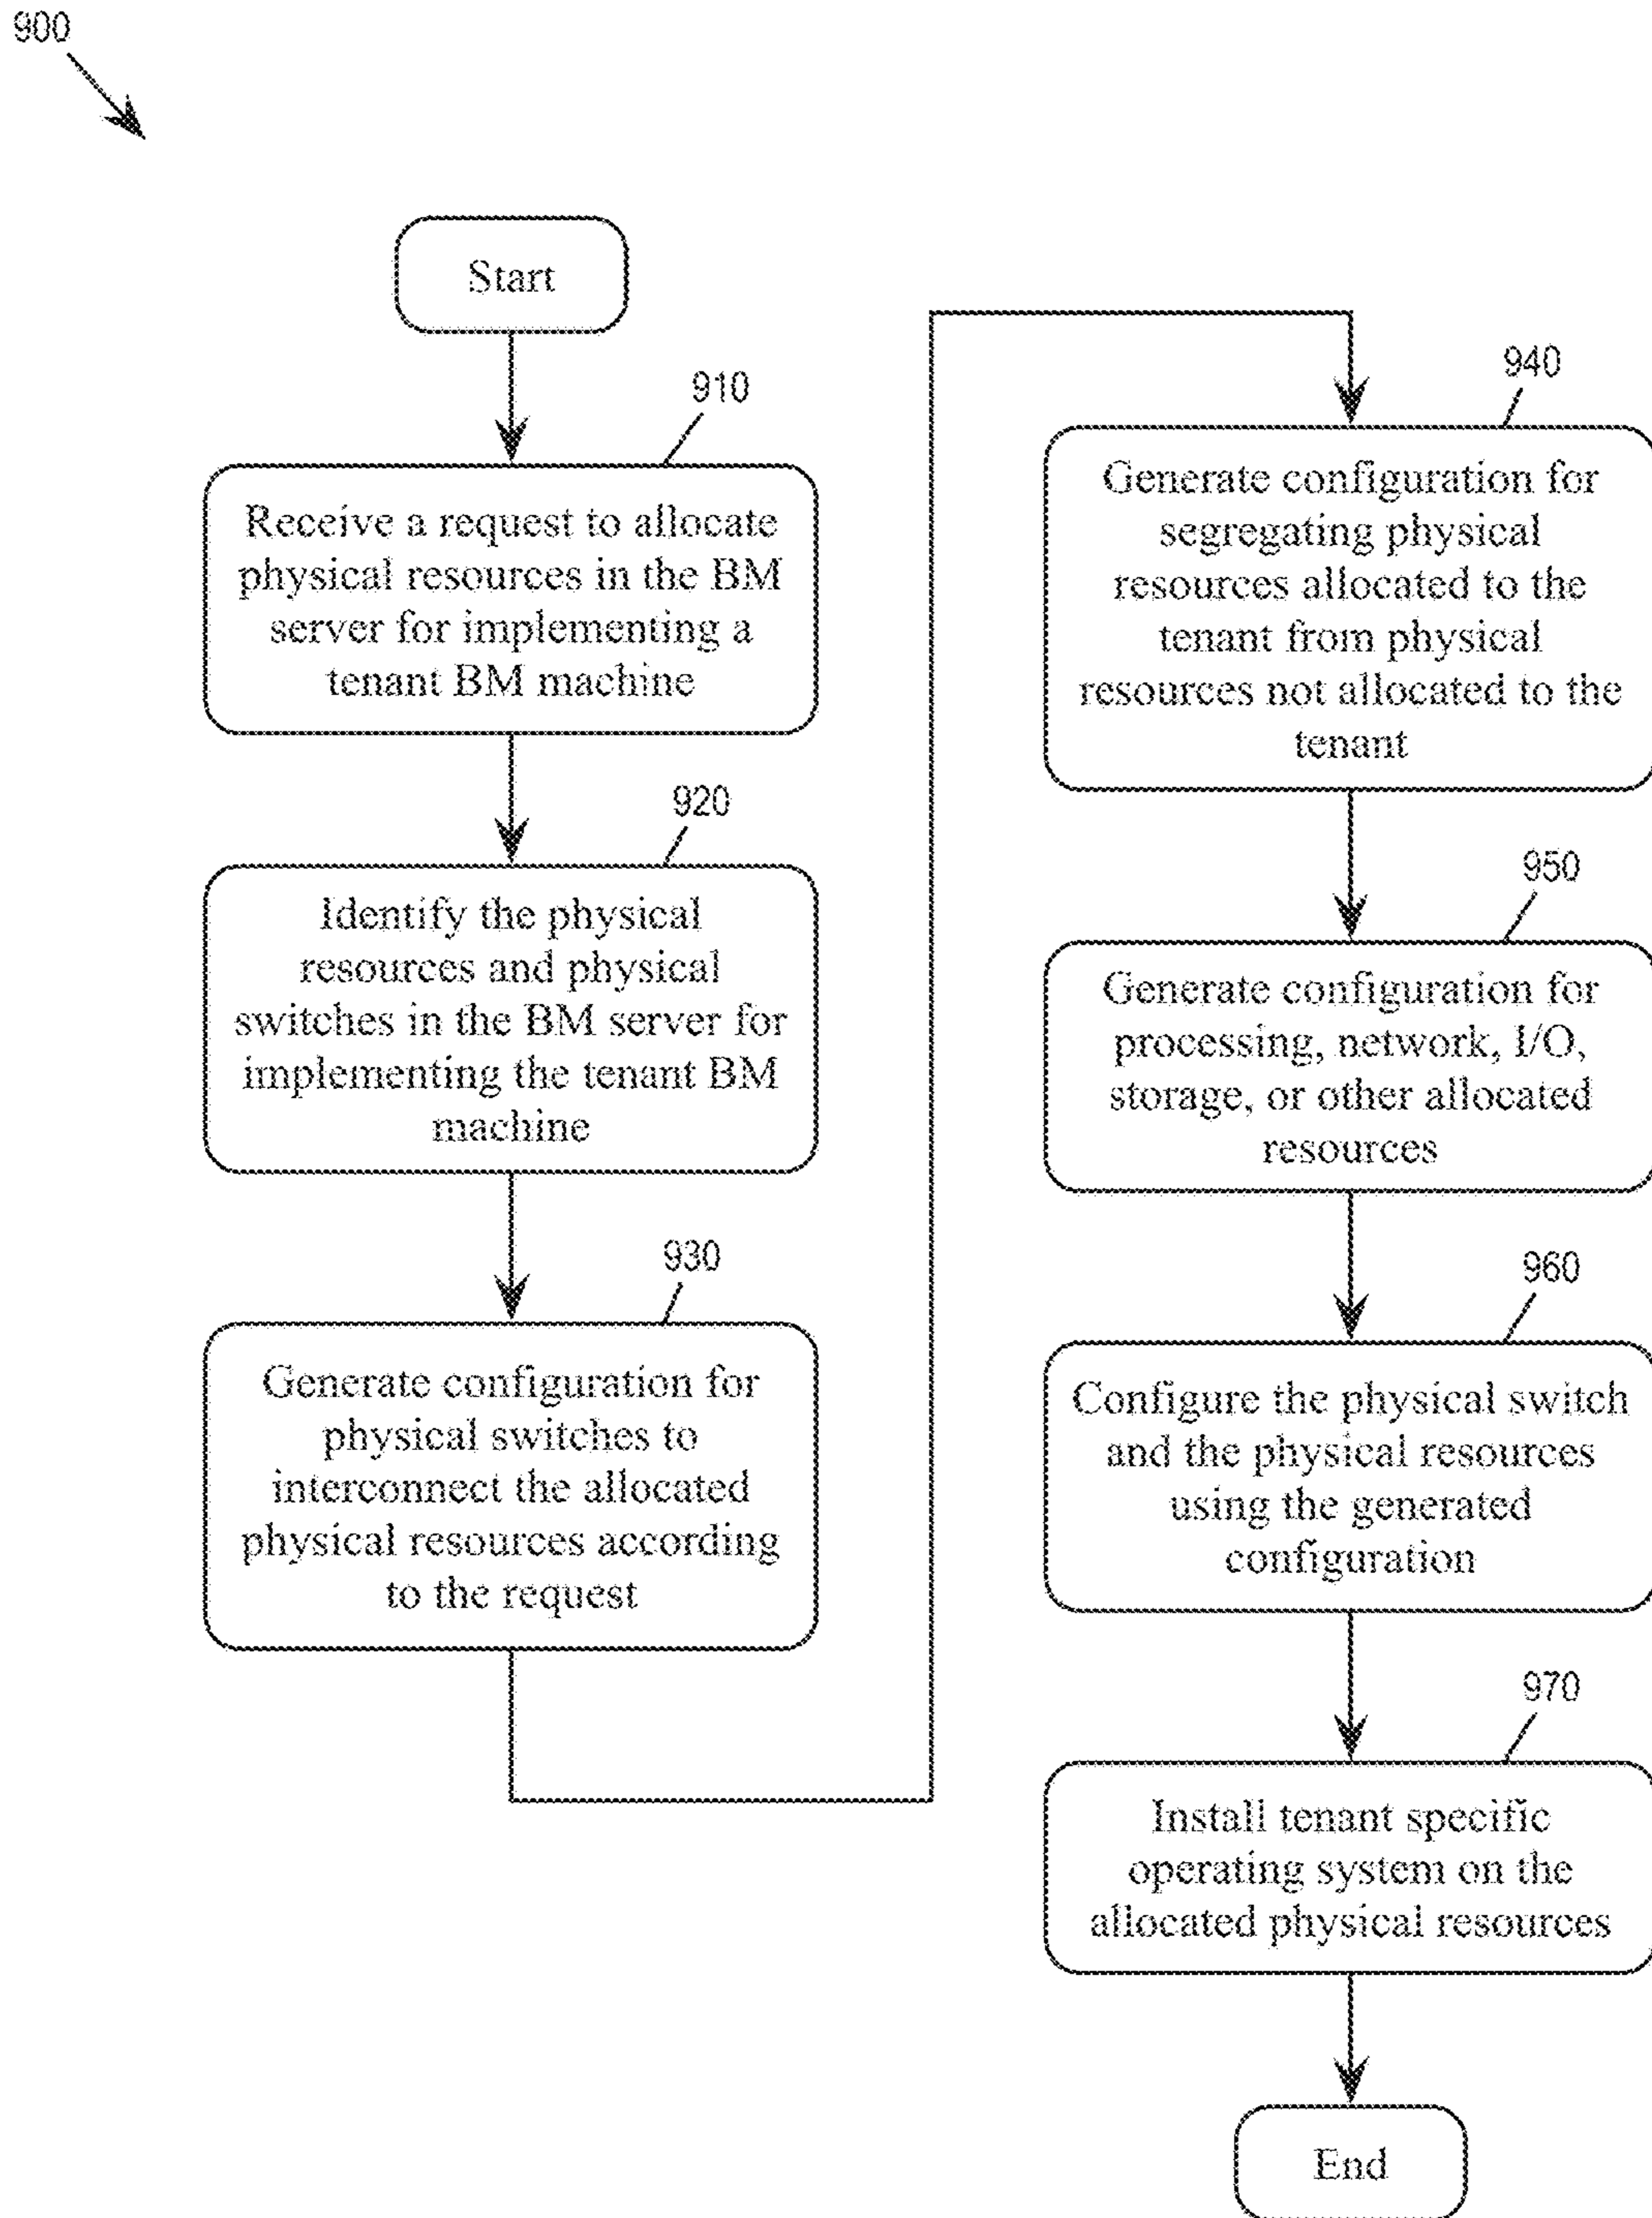 900
Start
910
Receive a request to allocate
physical resources in the BM
server for implementing a
tenant BM machine
920
Identify the physical
resources and physical
switches in the BM server for
implementing the tenant BM
machine
930
Generate configuration for
physical switches to
interconnect the allocated
physical resources according
to the request
940
Generate configuration for
segregating physical
resources allocated to the
tenant from physical
resources not allocated to the
tenant
950
Generate configuration for
processing, network, I/O,
storage, or other allocated
resources
960
Configure the physical switch
and the physical resources
using the generated
configuration
970
Install tenant specific
operating system on the
allocated physical resources
End